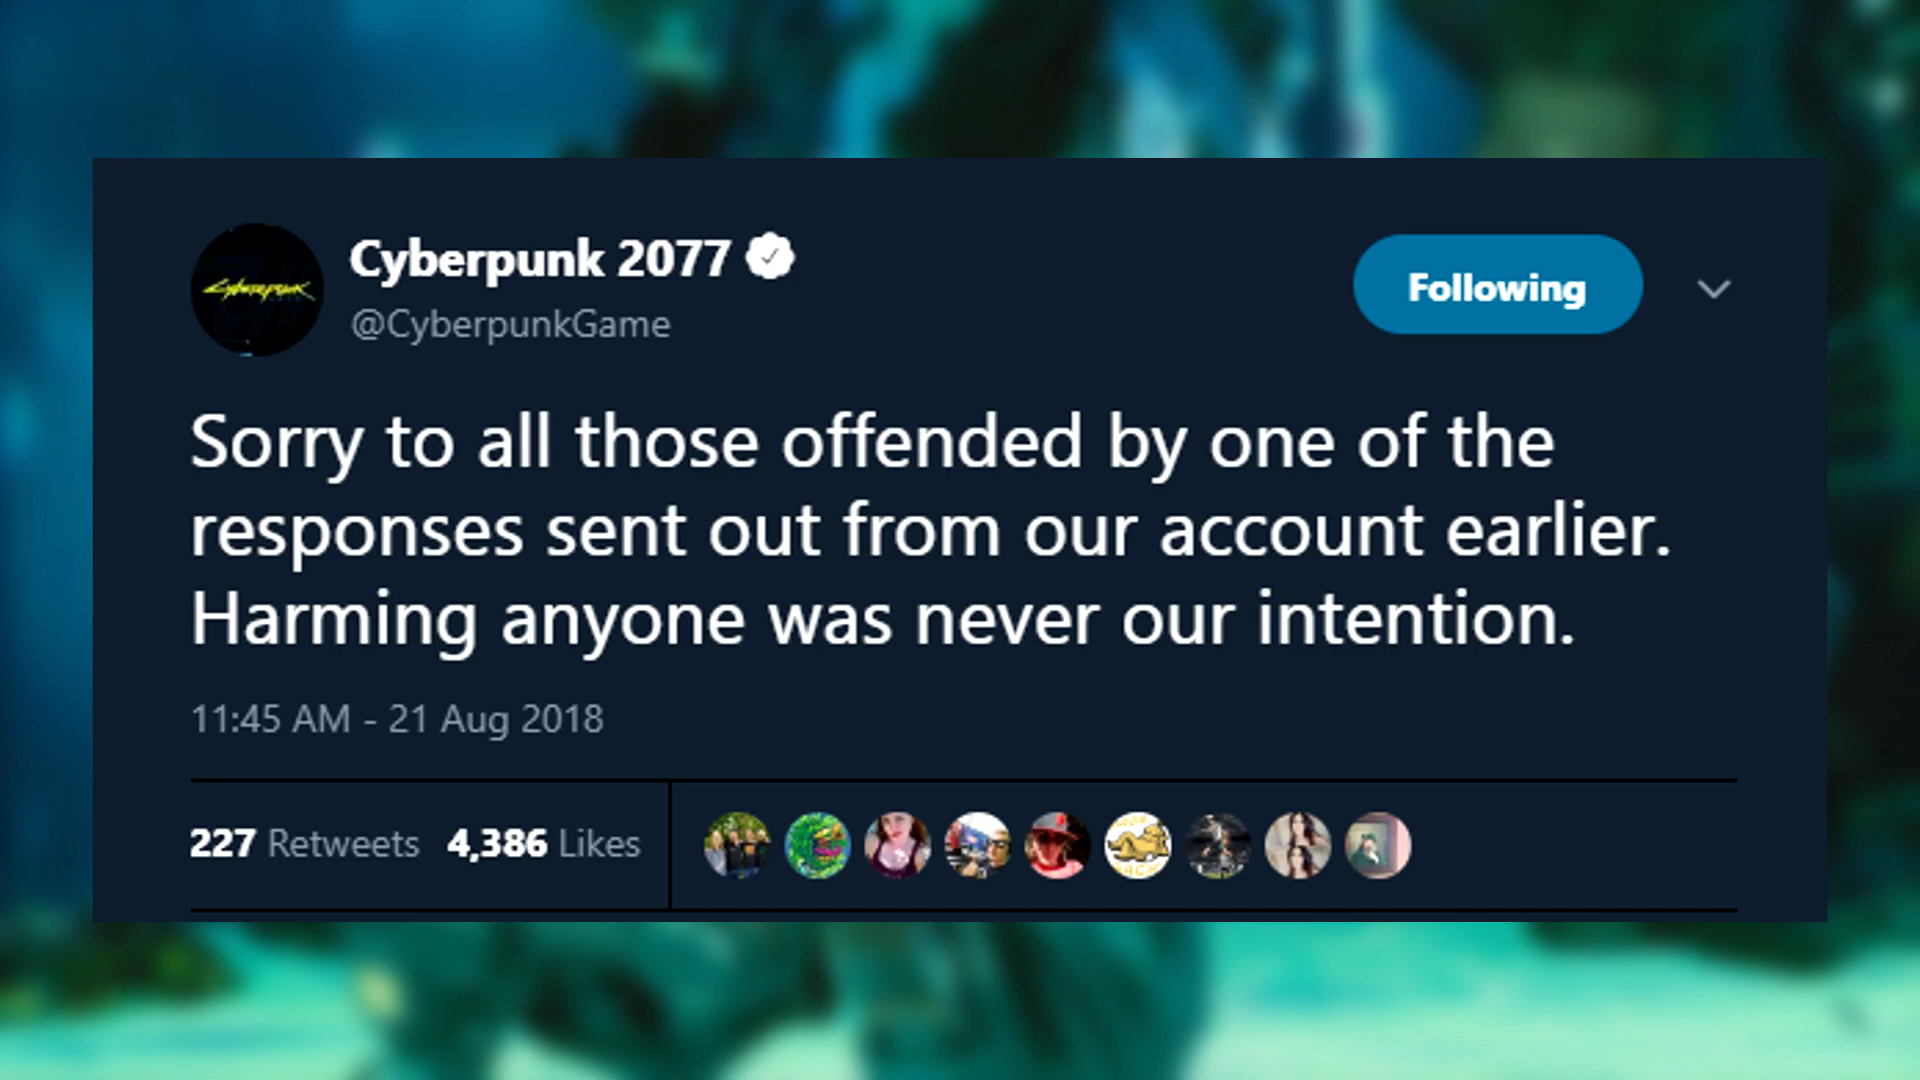 CYBERPUNK
Cyberpunk 2077
@CyberpunkGame
Following
Sorry to all those offended by one of the
responses sent out from our account earlier.
Harming anyone was never our intention.
11:45 AM - 21 Aug 2018
227 Retweets 4,386 Likes